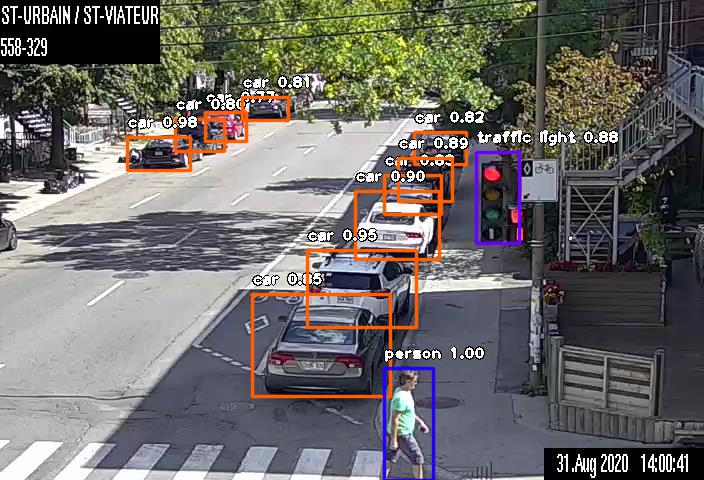 ST-URBAIN / ST-VIATEUR
558-329
car 0.81
car 0.80
car 0.98
car 0.82
traffic light 0.88
car 0.89
car 0.90
car 0.95
car 0.85
person 1.00
31.Aug 2020 14:00:41